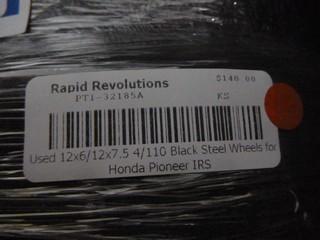 Rapid Revolutions $140.00
PTI-32185A KS
Used 12x6/12x7.5 4/110 Black Steel Wheels for
Honda Pioneer IRS